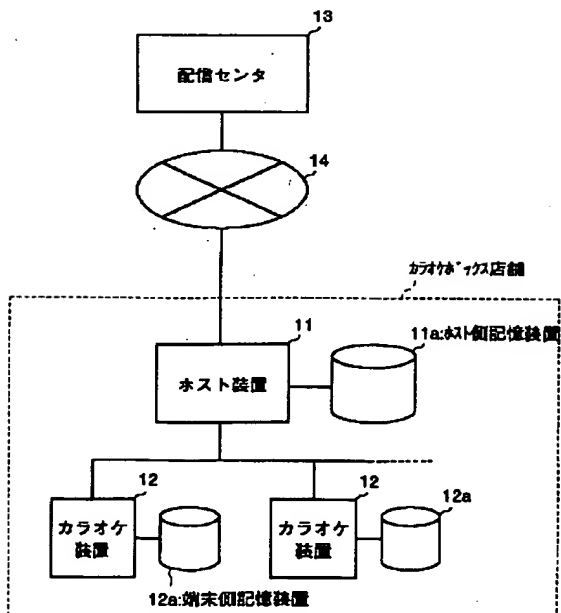 13
配信センタ
14
カラオケボックス店舗
11
11a:ホスト側記憶装置
ホスト装置
12
12
12a
カラオケ
装置
カラオケ
装置
12a:端末側記憶装置